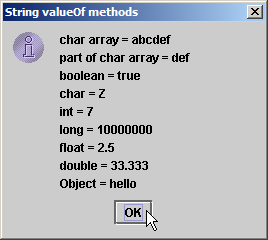 String valueOf methods
char array = abcdef
part of char array = def
boolean = true
char = Z
int = 7
long = 10000000
float = 2.5
double = 33.333
Object = hello
OK